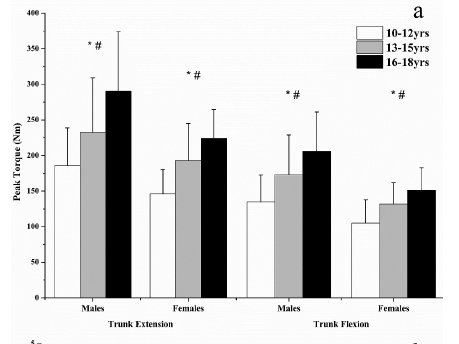 a
400
350
300
250
200
150
100
50
0
Peak Torque (Nm)
10-12yrs
13-15yrs
16-18yrs
* #
* #
* #
* #
Males
Females
Males
Females
Trunk Extension
Trunk Flexion
5